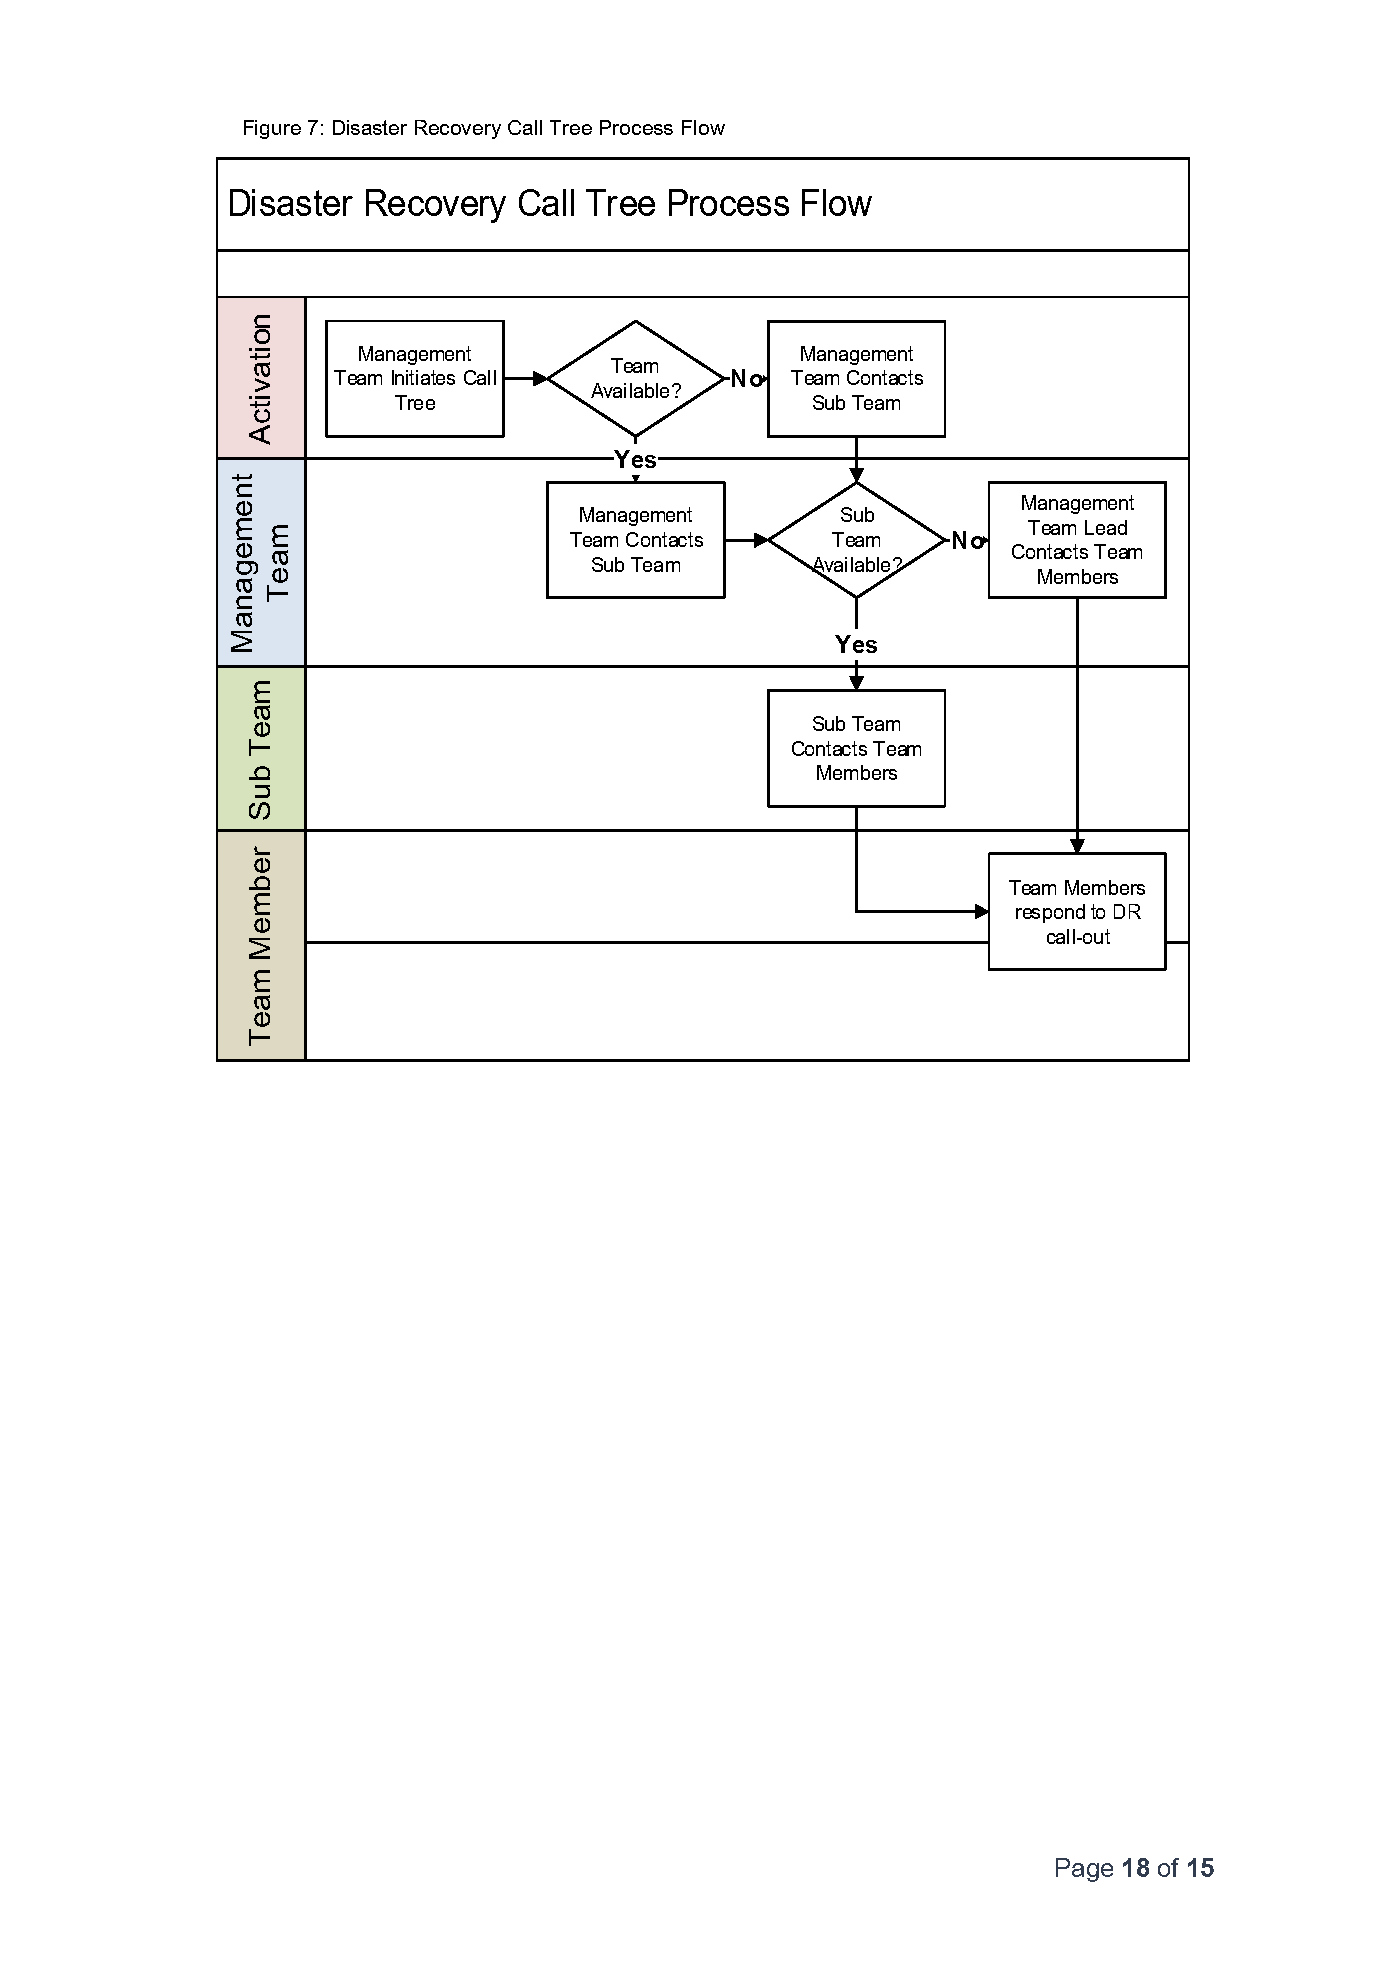 Figure 7: Disaster Recovery Call Tree Process Flow
Disaster Recovery Call Tree Process Flow
Activation
Management
Team Initiates Call
Tree
Team
Available?
No
Management
Team Contacts
Sub Team
Yes
Management
Team
Management
Team Contacts
Sub Team
Sub
Team
Available?
No
Management
Team Lead
Contacts Team
Members
Yes
Sub Team
Sub Team
Contacts Team
Members
Team Member
Team Members
respond to DR
call-out
Page 18 of 15